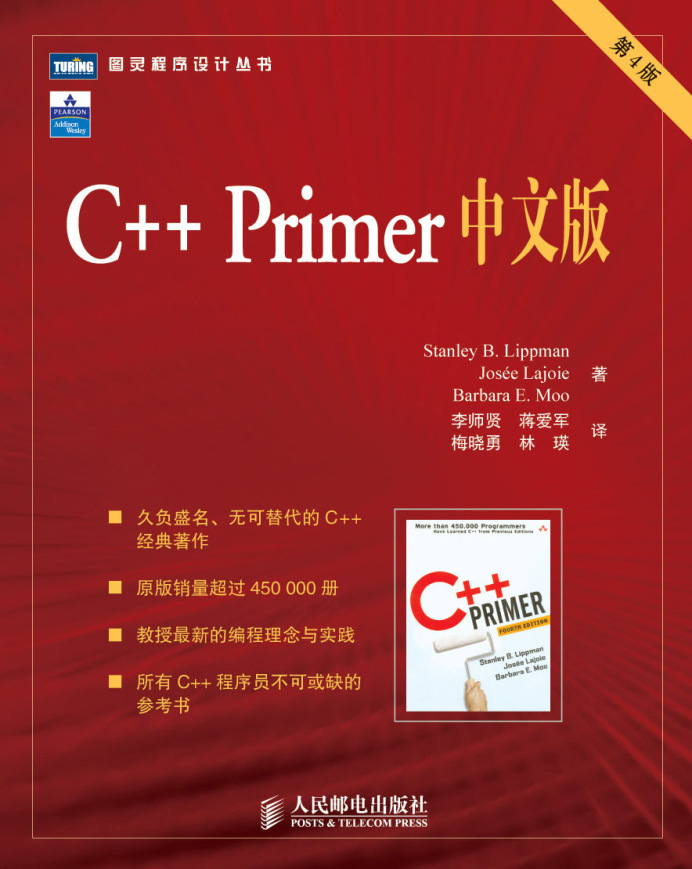 TURING 图灵程序设计丛书
第4版
PEARSON
Addison
Wesley
C++ Primer 中文版
Stanley B. Lippman
Josée Lajoie 著
Barbara E. Moo
李师贤 蒋爱军
梅晓勇 林 瑛 译
久负盛名、无可替代的 C++
经典著作
原版销量超过 450 000 册
教授最新的编程理念与实践
所有 C++ 程序员不可或缺的
参考书
More than 450,000 Programmers
Have Learned C++ from Previous Editions
C++
PRIMER
FOURTH EDITION
Stanley B. Lippman
Josée Lajoie
Barbara E. Moo
人民邮电出版社
POSTS & TELECOM PRESS